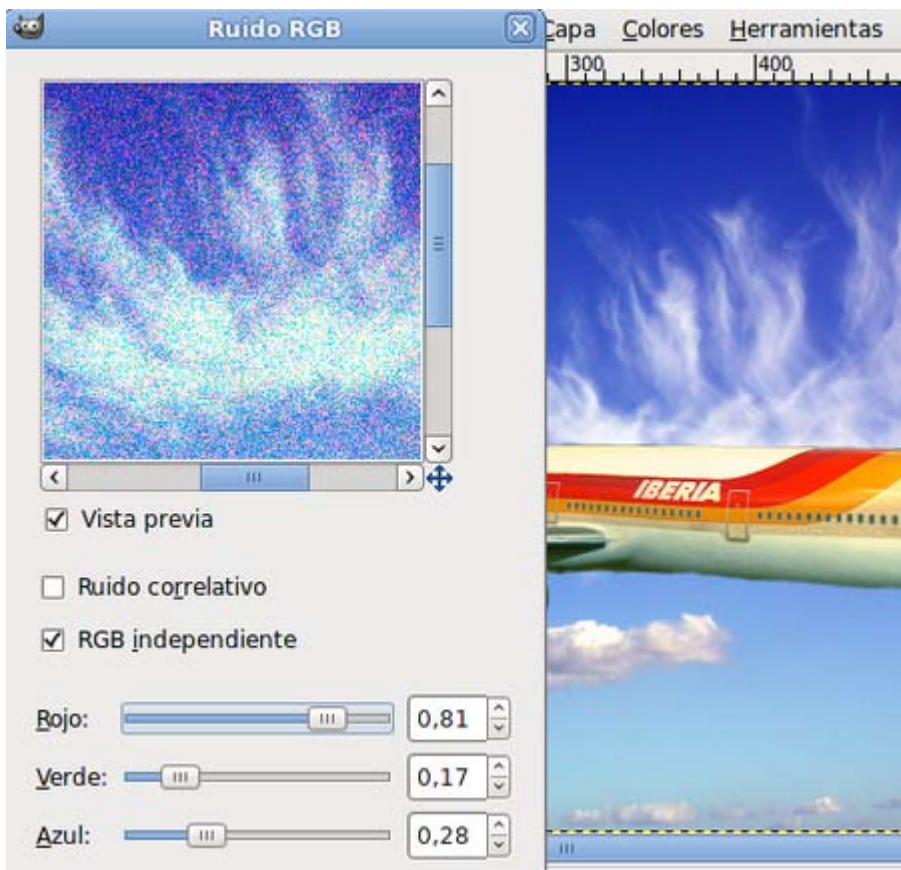 Ruido RGB
Capa Colores Herramientas
300 400
IBERIA
Vista previa
Ruido correlativo
RGB independiente
Rojo: 0,81
Verde: 0,17
Azul: 0,28